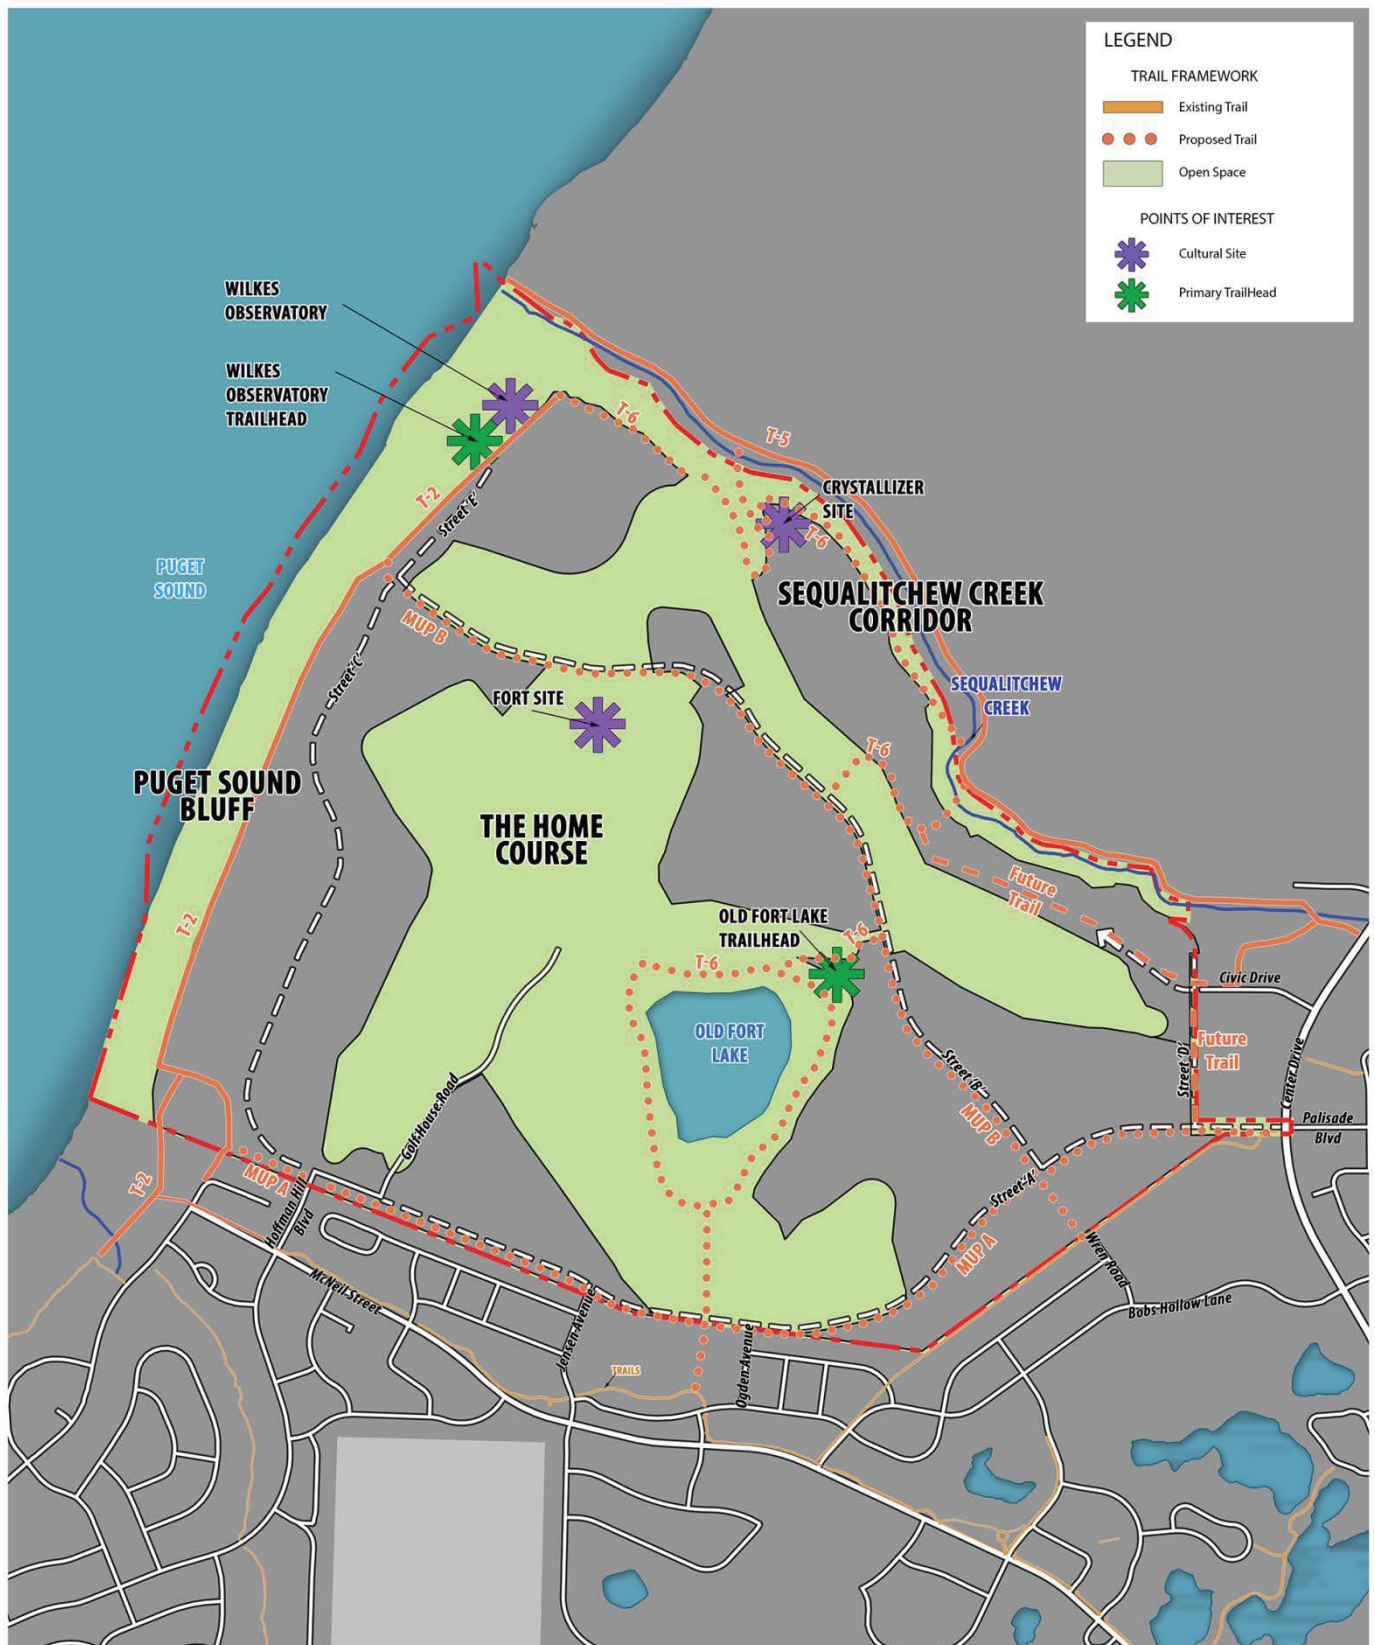 LEGEND
TRAIL FRAMEWORK
Existing Trail
Proposed Trail
Open Space
POINTS OF INTEREST
Cultural Site
Primary TrailHead
WILKES
OBSERVATORY
WILKES
OBSERVATORY
TRAILHEAD
T-6
T-5
T-2
Street 'E'
CRYSTALLIZER
SITE
T-6
PUGET
SOUND
SEQUALITCHEW CREEK
CORRIDOR
MUP B
Street 'C'
FORT SITE
SEQUALITCHEW
CREEK
T-6
PUGET SOUND
BLUFF
THE HOME
COURSE
Future
Trail
OLD FORT LAKE
TRAILHEAD
T-2
T-6
T-6
Civic Drive
OLD FORT
LAKE
Future
Trail
Street 'D'
Center Drive
Street 'B'
MUP B
Golf House Road
Palisade
Blvd
T-2
MUP A
Hoffman Hill
Blvd
Street 'A'
MUP A
Wren Road
McNeil Street
Bobs Hollow Lane
Jensen Avenue
Ogden Avenue
TRAILS